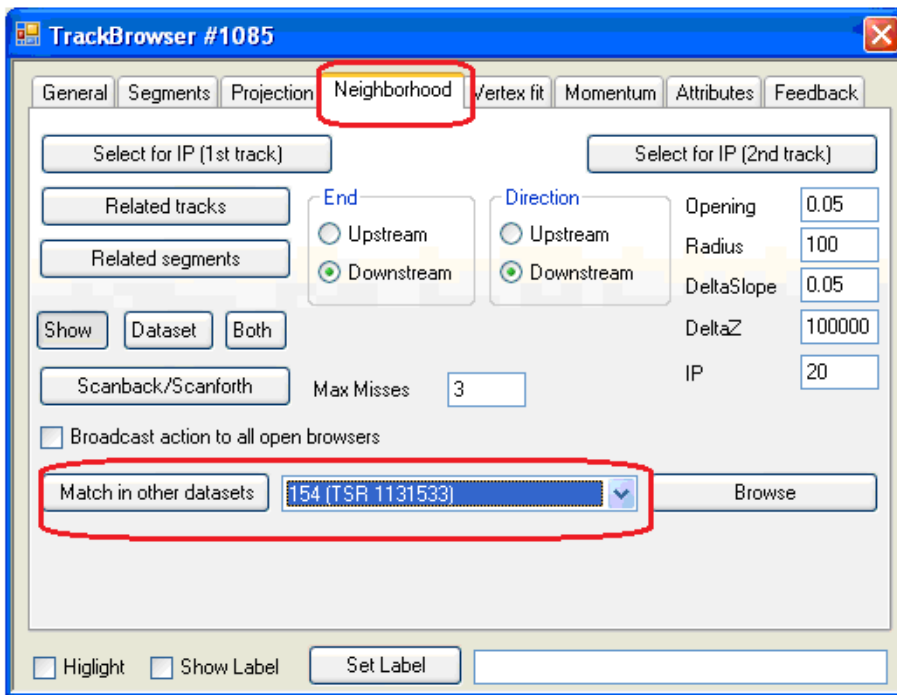 TrackBrowser #1085
General Segments Projection Neighborhood Vertex fit Momentum Attributes Feedback
Select for IP (1st track) Select for IP (2nd track)
Related tracks End Direction Opening 0.05
Upstream Upstream Radius 100
Related segments Downstream Downstream DeltaSlope 0.05
Show Dataset Both DeltaZ 100000
Scanback/Scanforth Max Misses 3 IP 20
Broadcast action to all open browsers
Match in other datasets 154 (TSR 1131533) Browse
Higlight Show Label Set Label